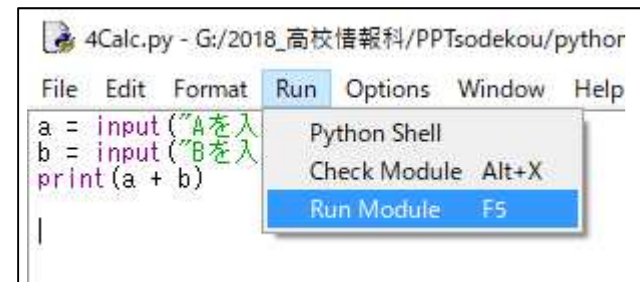 4Calc.py - G:/2018_高校情報科/PPTsodekou/python
File Edit Format Run Options Window Help
a = input("Aを入
b = input("Bを入
print(a + b)
Python Shell
Check Module Alt+X
Run Module F5